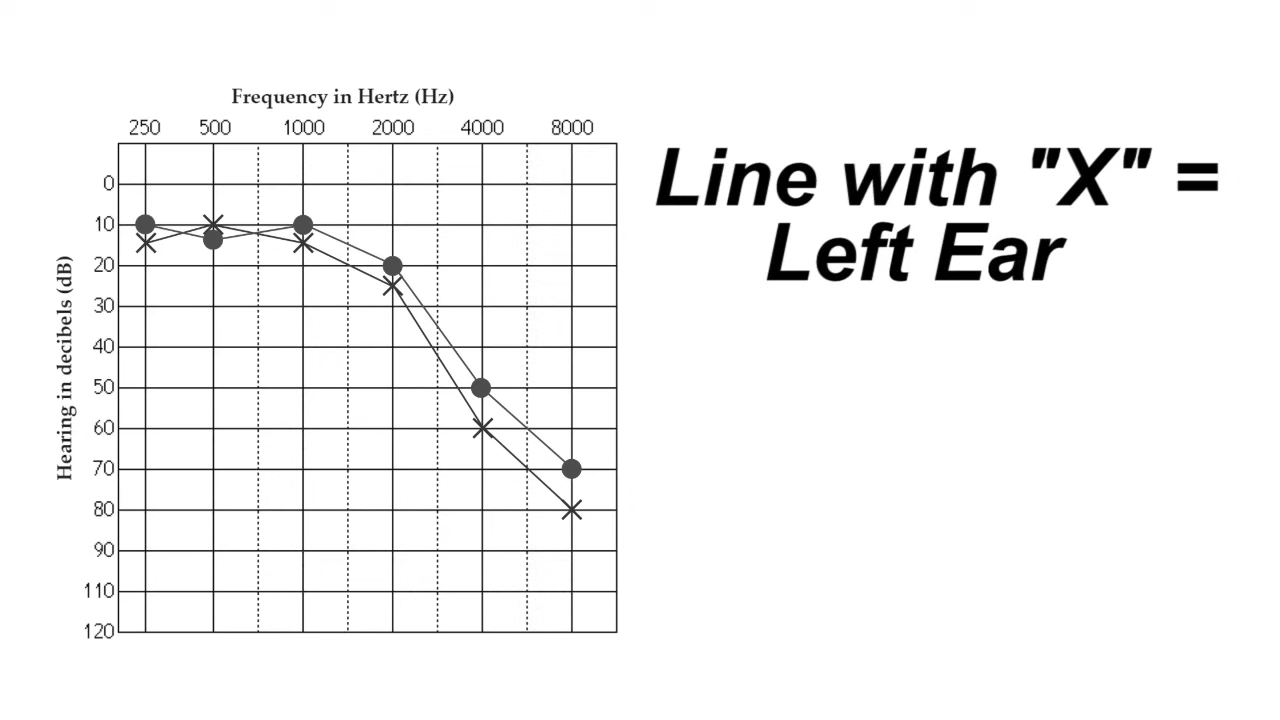 Frequency in Hertz (Hz)
250 500 1000 2000 4000 8000
Line with "X" =
Left Ear
Hearing in decibels (dB)
0
10
20
30
40
50
60
70
80
90
110
120